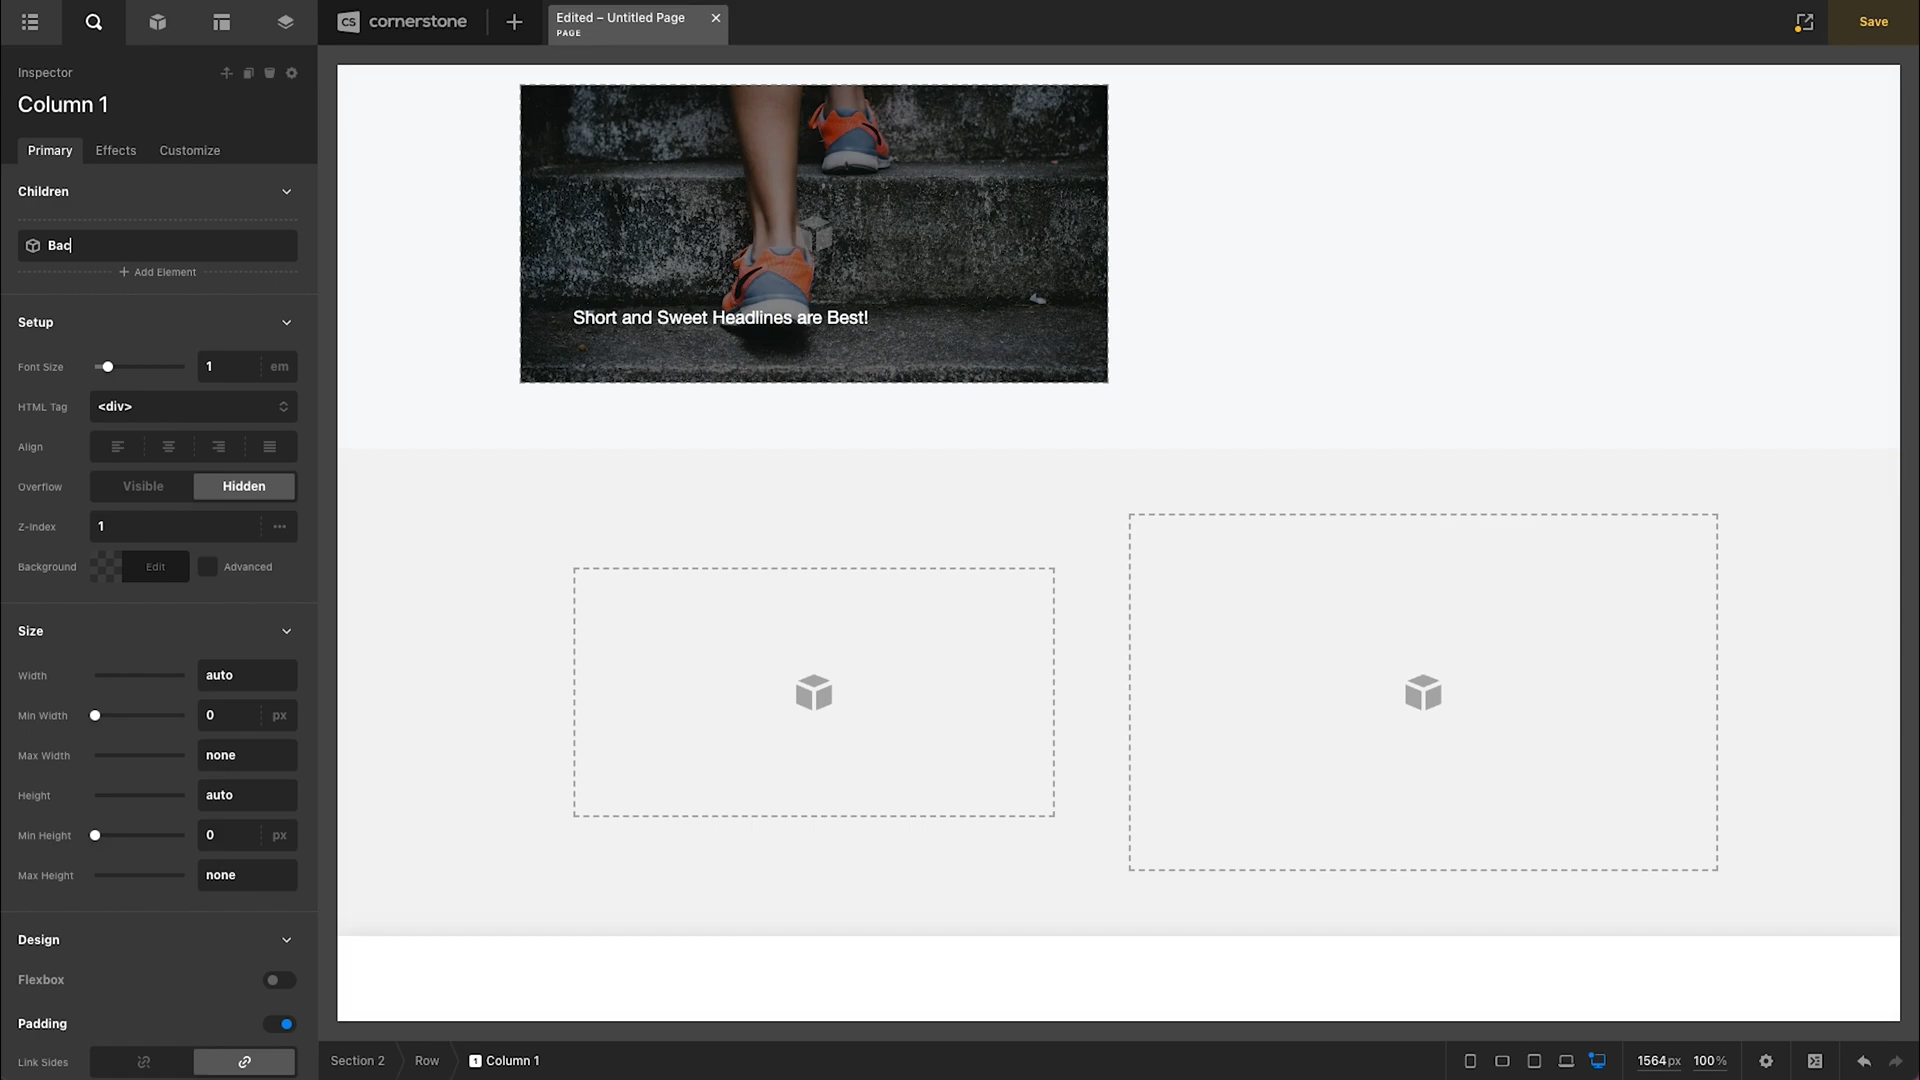 CS cornerstone
Edited – Untitled Page
PAGE
Save
Inspector
Column 1
Primary
Effects
Customize
Children
Bac
Add Element
Setup
Font Size
1
em
HTML Tag
<div>
Align
Overflow
Visible
Hidden
Z-Index
1
Background
Edit
Advanced
Size
Width
auto
Min Width
0
px
Max Width
none
Height
auto
Min Height
0
px
Max Height
none
Design
Flexbox
Padding
Link Sides
Short and Sweet Headlines are Best!
Section 2
Row
1 Column 1
1564px
100%